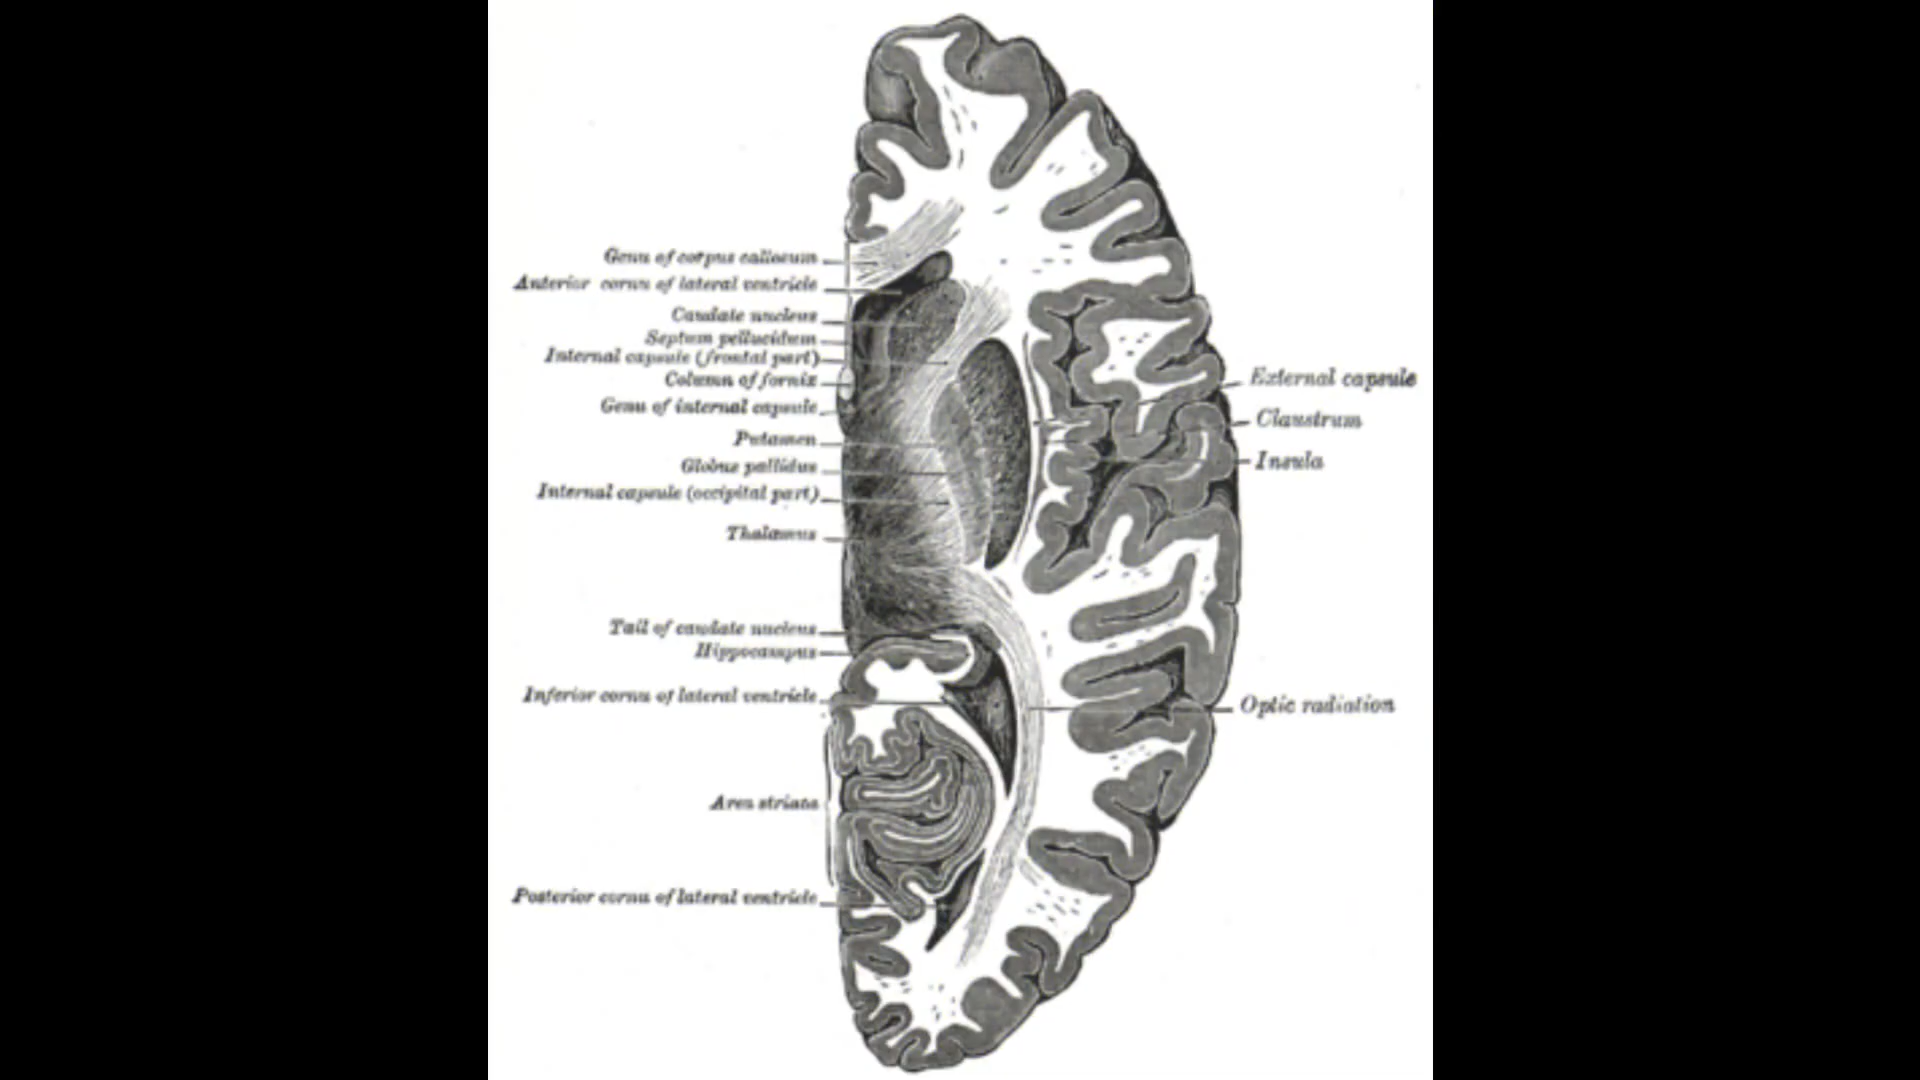 Genu of corpus callosum
Anterior cornu of lateral ventricle
Caudate nucleus
Septum pellucidum
Internal capsule (frontal part)
Column of fornix
Genu of internal capsule
Putamen
Globus pallidus
Internal capsule (occipital part)
Thalamus
Tail of caudate nucleus
Hippocampus
Inferior cornu of lateral ventricle
Area striata
Posterior cornu of lateral ventricle
External capsule
Claustrum
Insula
Optic radiation